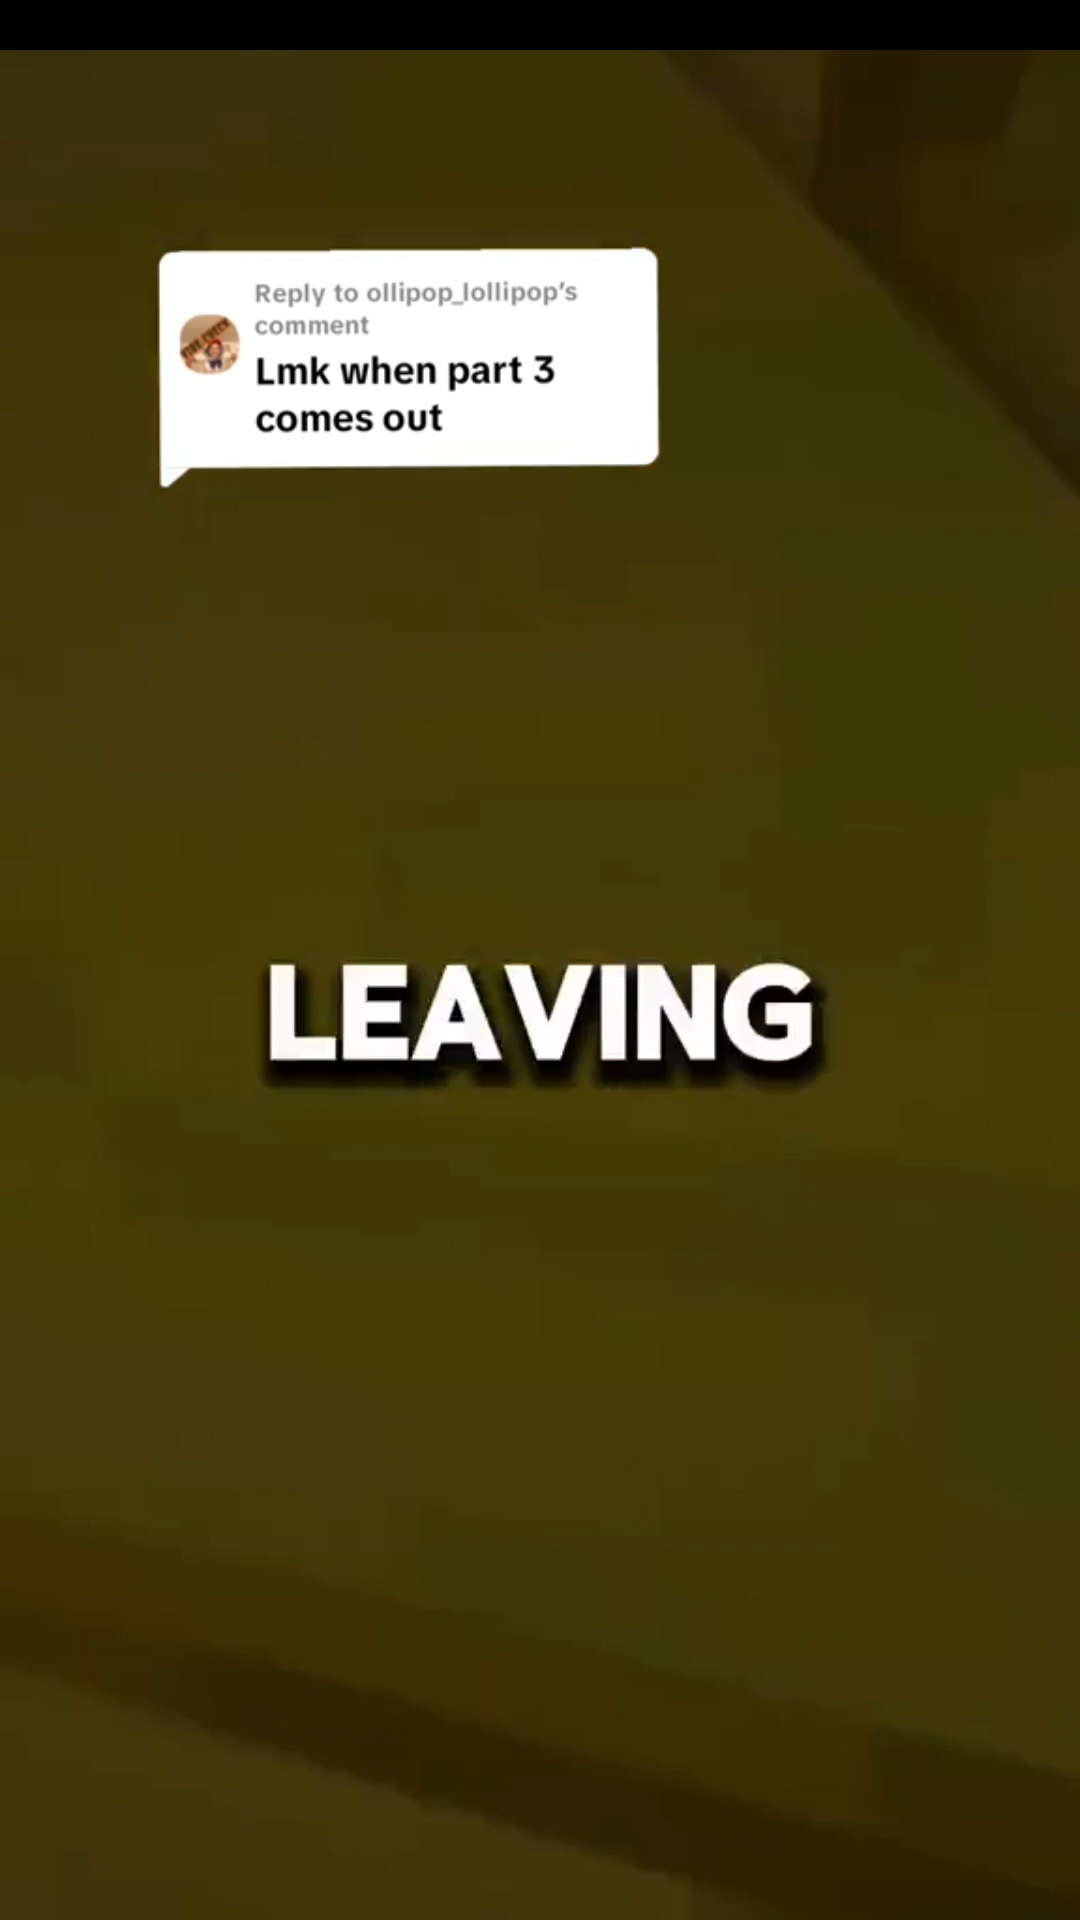 Reply to ollipop_lollipop's
comment
Lmk when part 3
comes out
LEAVING